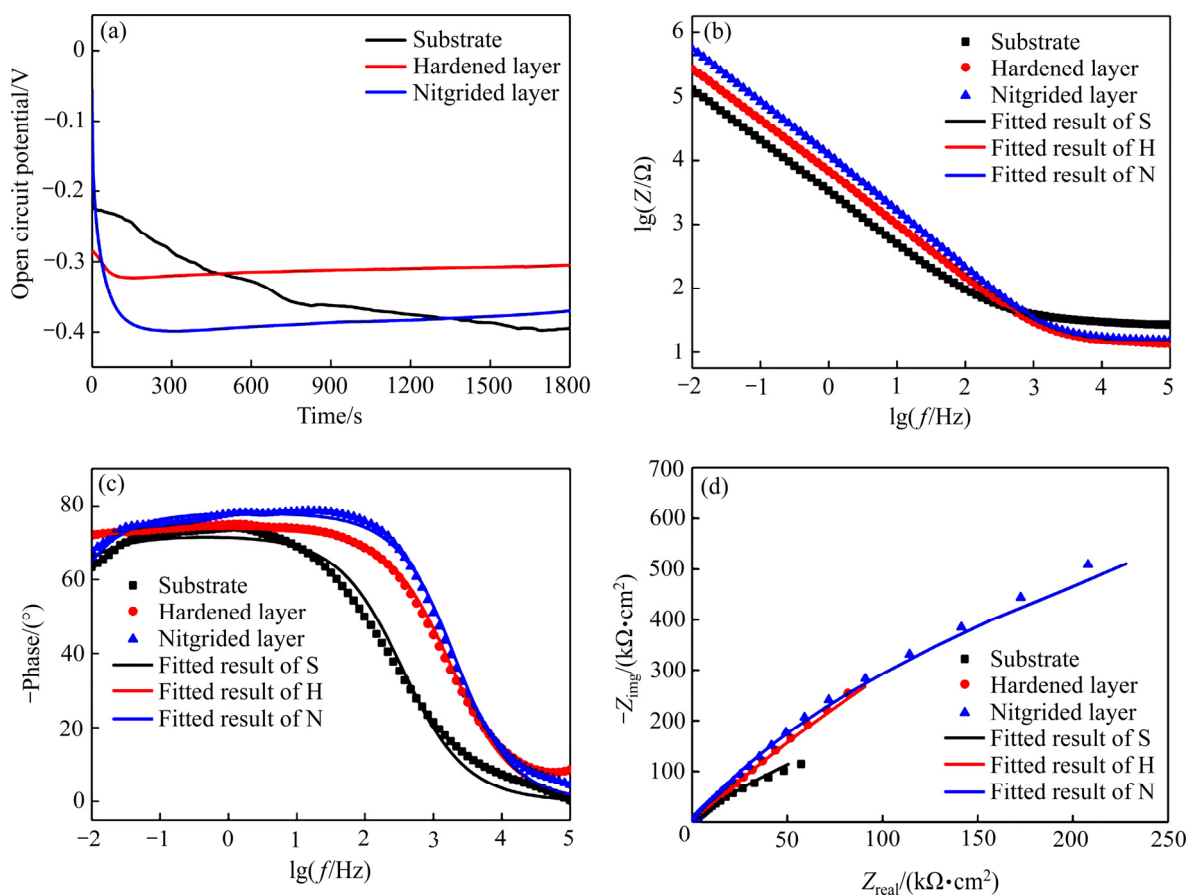 (a)
Substrate
Hardened layer
Nitgrided layer
Open circuit potential/V
0
−0.1
−0.2
−0.3
−0.4
0 300 600 900 1200 1500 1800
Time/s
(b)
Substrate
Hardened layer
Nitgrided layer
Fitted result of S
Fitted result of H
Fitted result of N
lg(Z/Ω)
6
5
4
3
2
1
−2 −1 0 1 2 3 4 5
lg(f/Hz)
(c)
Substrate
Hardened layer
Nitgrided layer
Fitted result of S
Fitted result of H
Fitted result of N
−Phase/(°)
80
60
40
20
0
−2 −1 0 1 2 3 4 5
lg(f/Hz)
(d)
Substrate
Hardened layer
Nitgrided layer
Fitted result of S
Fitted result of H
Fitted result of N
−Zimg/(kΩ•cm2)
700
600
500
400
300
200
100
0 50 100 150 200 250
Zreal/(kΩ•cm2)